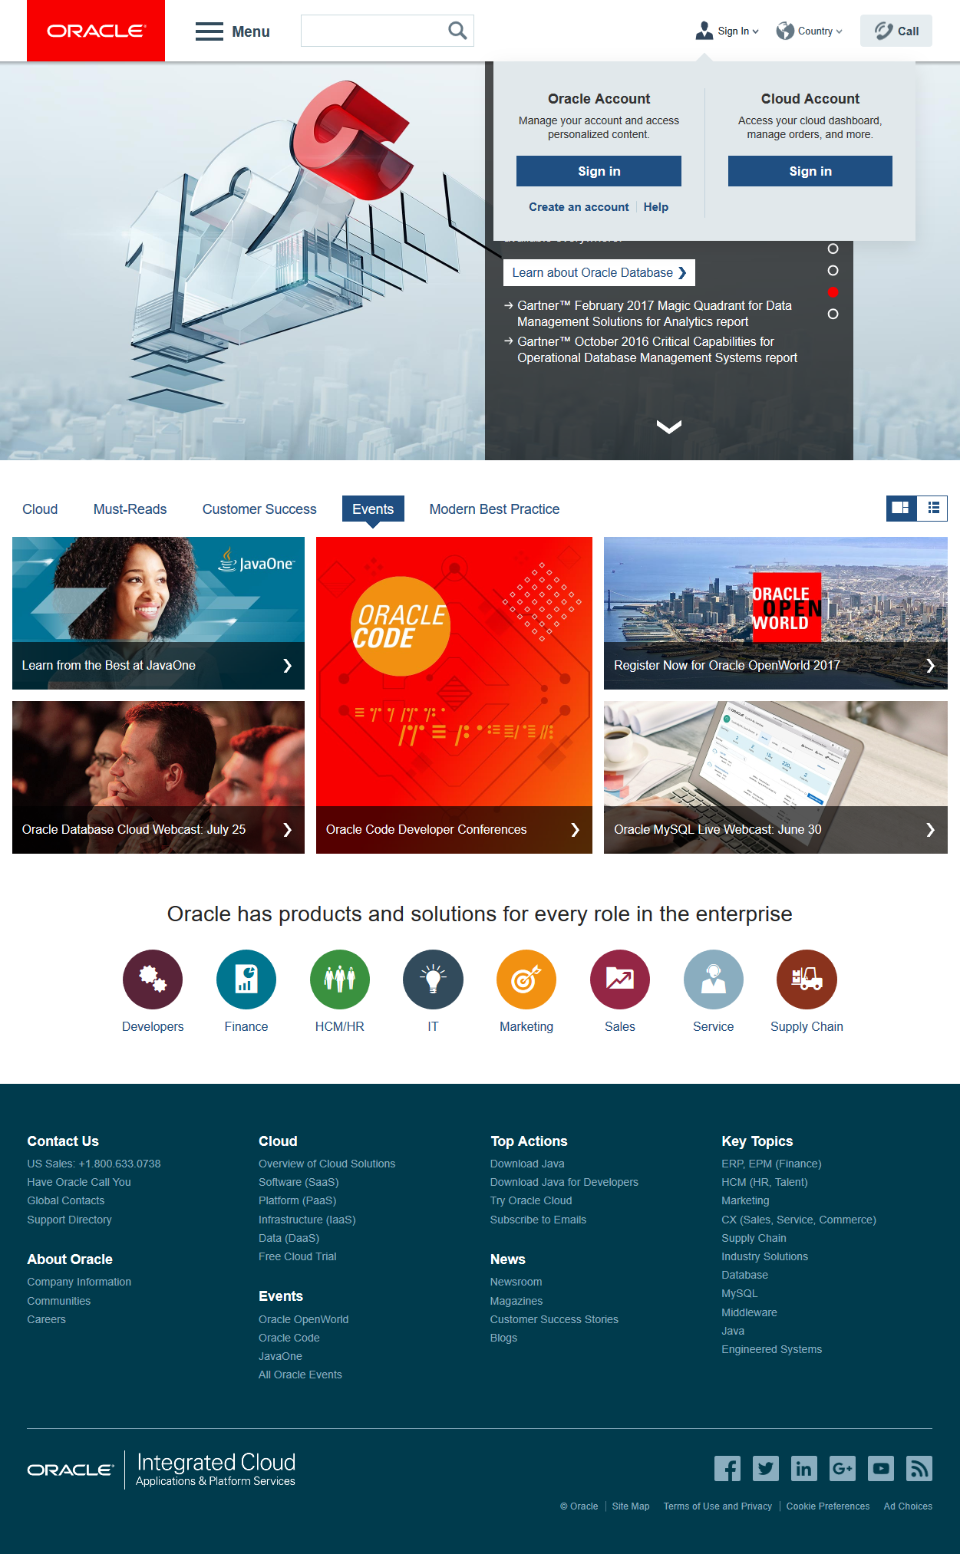 ORACLE
Menu
Sign In
Country
Call
Oracle Account
Manage your account and access
personalized content.
Sign in
Create an account
Help
Cloud Account
Access your cloud dashboard,
manage orders, and more.
Sign in
12c
available everywhere.
Learn about Oracle Database
Gartner™ February 2017 Magic Quadrant for Data
Management Solutions for Analytics report
Gartner™ October 2016 Critical Capabilities for
Operational Database Management Systems report
Cloud
Must-Reads
Customer Success
Events
Modern Best Practice
JavaOne
Learn from the Best at JavaOne
ORACLE
CODE
Oracle Code Developer Conferences
ORACLE
OPEN
WORLD
Register Now for Oracle OpenWorld 2017
Oracle Database Cloud Webcast: July 25
Oracle MySQL Live Webcast: June 30
Oracle has products and solutions for every role in the enterprise
Developers
Finance
HCM/HR
IT
Marketing
Sales
Service
Supply Chain
Contact Us
US Sales: +1.800.633.0738
Have Oracle Call You
Global Contacts
Support Directory
About Oracle
Company Information
Communities
Careers
Cloud
Overview of Cloud Solutions
Software (SaaS)
Platform (PaaS)
Infrastructure (IaaS)
Data (DaaS)
Free Cloud Trial
Events
Oracle OpenWorld
Oracle Code
JavaOne
All Oracle Events
Top Actions
Download Java
Download Java for Developers
Try Oracle Cloud
Subscribe to Emails
News
Newsroom
Magazines
Customer Success Stories
Blogs
Key Topics
ERP, EPM (Finance)
HCM (HR, Talent)
Marketing
CX (Sales, Service, Commerce)
Supply Chain
Industry Solutions
Database
MySQL
Middleware
Java
Engineered Systems
ORACLE
Integrated Cloud
Applications & Platform Services
© Oracle
Site Map
Terms of Use and Privacy
Cookie Preferences
Ad Choices